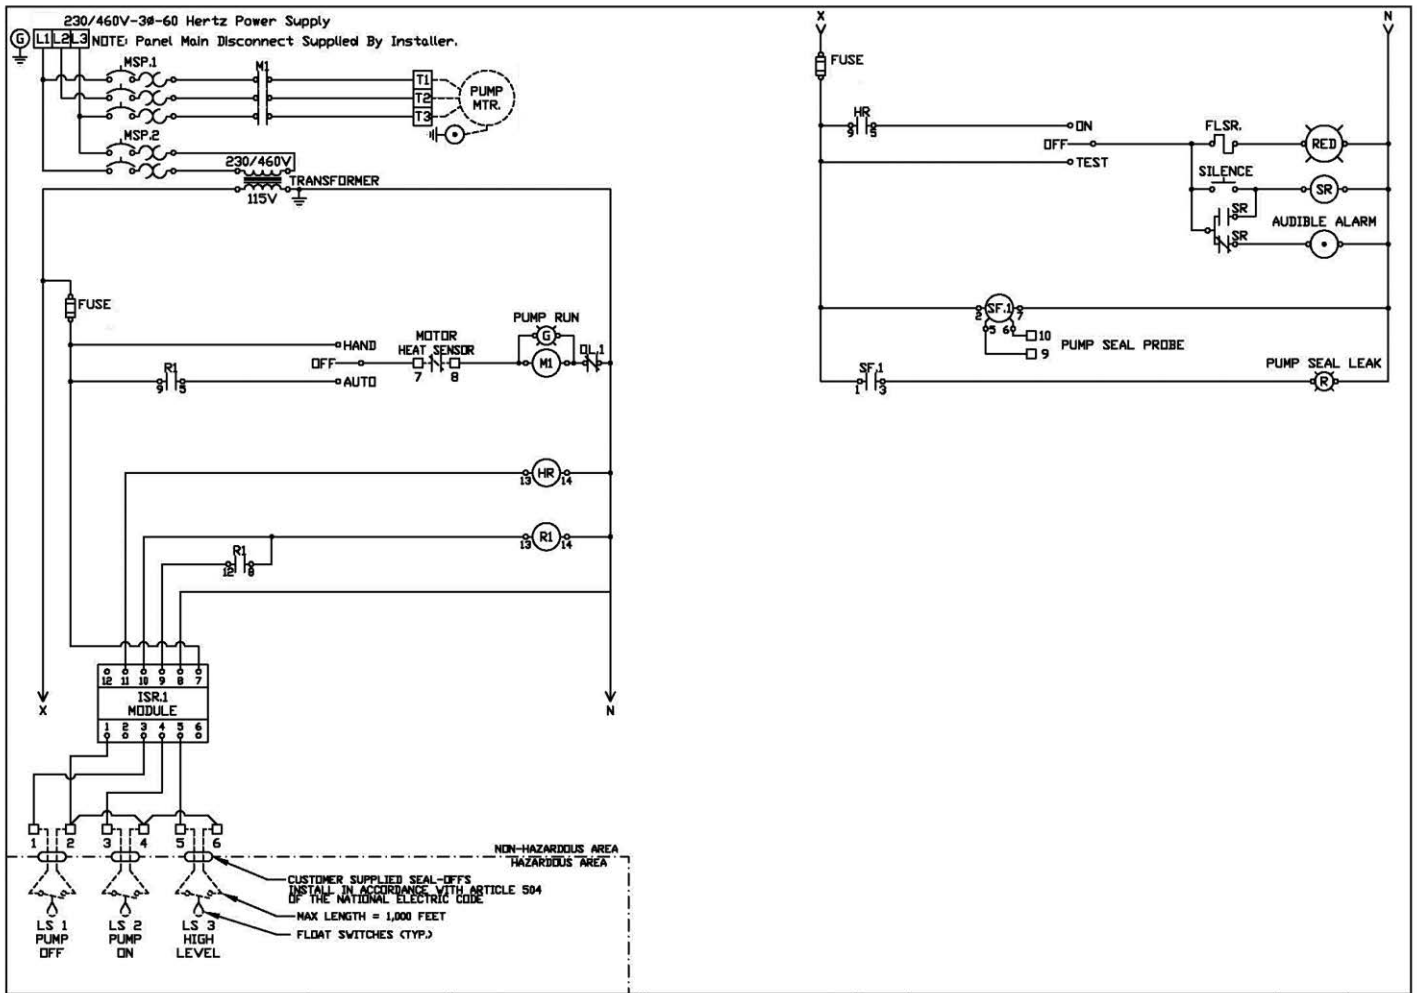 230/460V-3ø-60 Hertz Power Supply
G L1 L2 L3 NOTE: Panel Main Disconnect Supplied By Installer.
MSP.1
M1
T1
T2
T3
PUMP
MTR.
MSP.2
230/460V
TRANSFORMER
115V
FUSE
HAND
OFF
AUTO
R1
9 5
MOTOR
HEAT SENSOR
7 8
PUMP RUN
G
M1
OL.1
HR
13 14
R1
13 14
R1
12 8
12 11 10 9 8 7
ISR.1
MODULE
1 2 3 4 5 6
X
N
1 2 3 4 5 6
NON-HAZARDOUS AREA
HAZARDOUS AREA
CUSTOMER SUPPLIED SEAL-OFFS
INSTALL IN ACCORDANCE WITH ARTICLE 504
OF THE NATIONAL ELECTRIC CODE
MAX LENGTH = 1,000 FEET
FLOAT SWITCHES (TYP.)
LS 1
PUMP
OFF
LS 2
PUMP
ON
LS 3
HIGH
LEVEL
X
N
FUSE
HR
9 5
ON
OFF
TEST
FLSR.
RED
SILENCE
SR
SR
SR
AUDIBLE ALARM
SF.1
2 7
5 6
10
9
PUMP SEAL PROBE
SF.1
1 3
PUMP SEAL LEAK
R